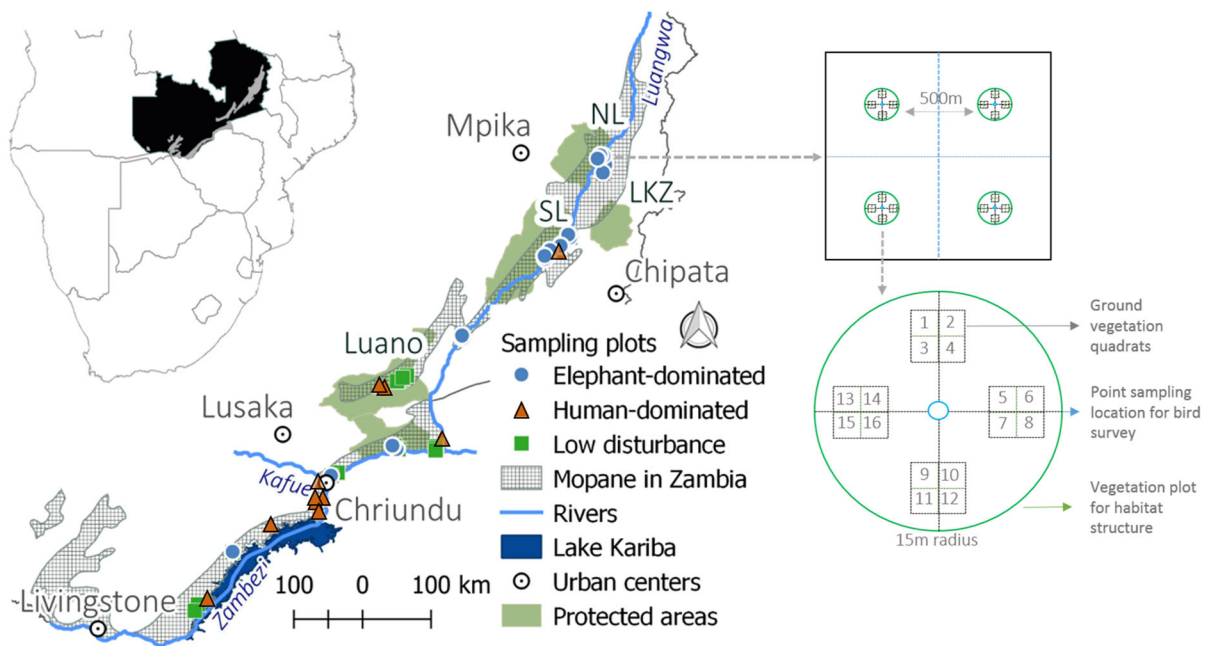 Luangwa
NL
Mpika
LKZ
SL
Chipata
Luano
Lusaka
Kafue
Chriundu
Zambezi
Livingstone
Sampling plots
Elephant-dominated
Human-dominated
Low disturbance
Mopane in Zambia
Rivers
Lake Kariba
Urban centers
Protected areas
100 0 100 km
500m
1 2
3 4
13 14
15 16
5 6
7 8
9 10
11 12
15m radius
Ground
vegetation
quadrats
Point sampling
location for bird
survey
Vegetation plot
for habitat
structure